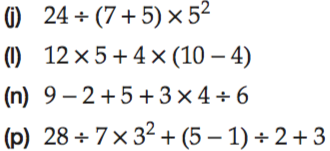 (j) 24 ÷ (7 + 5) × 5²
(l) 12 × 5 + 4 × (10 – 4)
(n) 9 – 2 + 5 + 3 × 4 ÷ 6
(p) 28 ÷ 7 × 3² + (5 – 1) ÷ 2 + 3